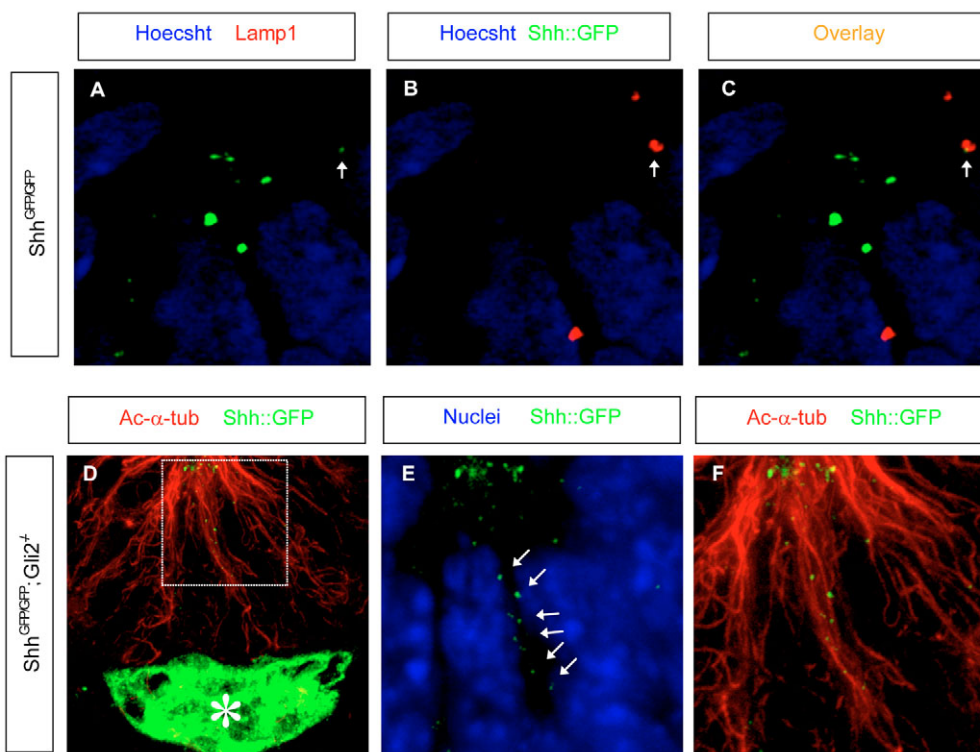 Hoecsht Lamp1
Hoecsht Shh::GFP
Overlay
Shh^GFP/GFP
A
B
C
Ac-α-tub Shh::GFP
Nuclei Shh::GFP
Ac-α-tub Shh::GFP
Shh^GFP/GFP;Gli2^-/-
D
E
F